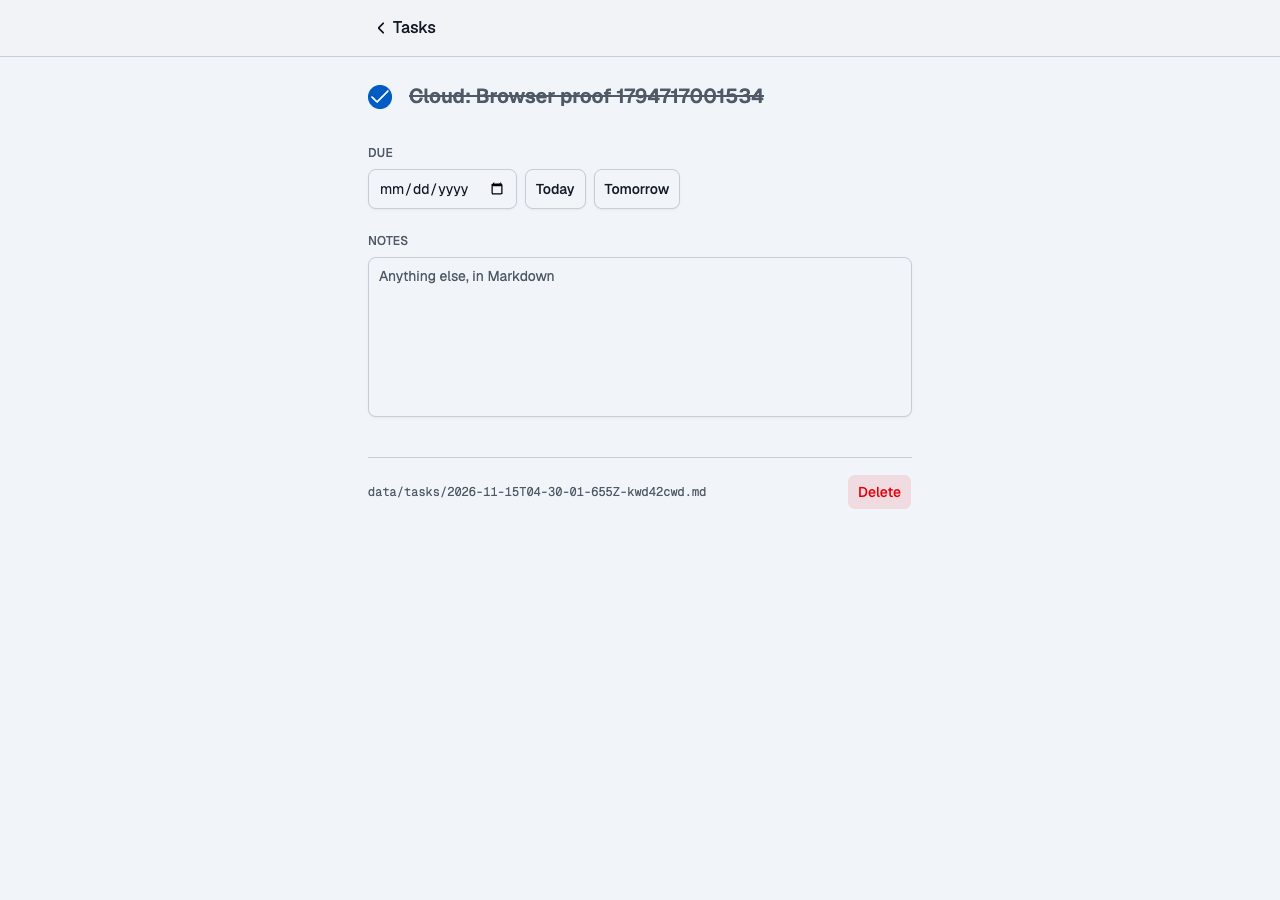 Tasks
Cloud: Browser proof 1794717001534
DUE
mm/dd/yyyy
Today
Tomorrow
NOTES
Anything else, in Markdown
data/tasks/2026-11-15T04-30-01-655Z-kwd42cwd.md
Delete